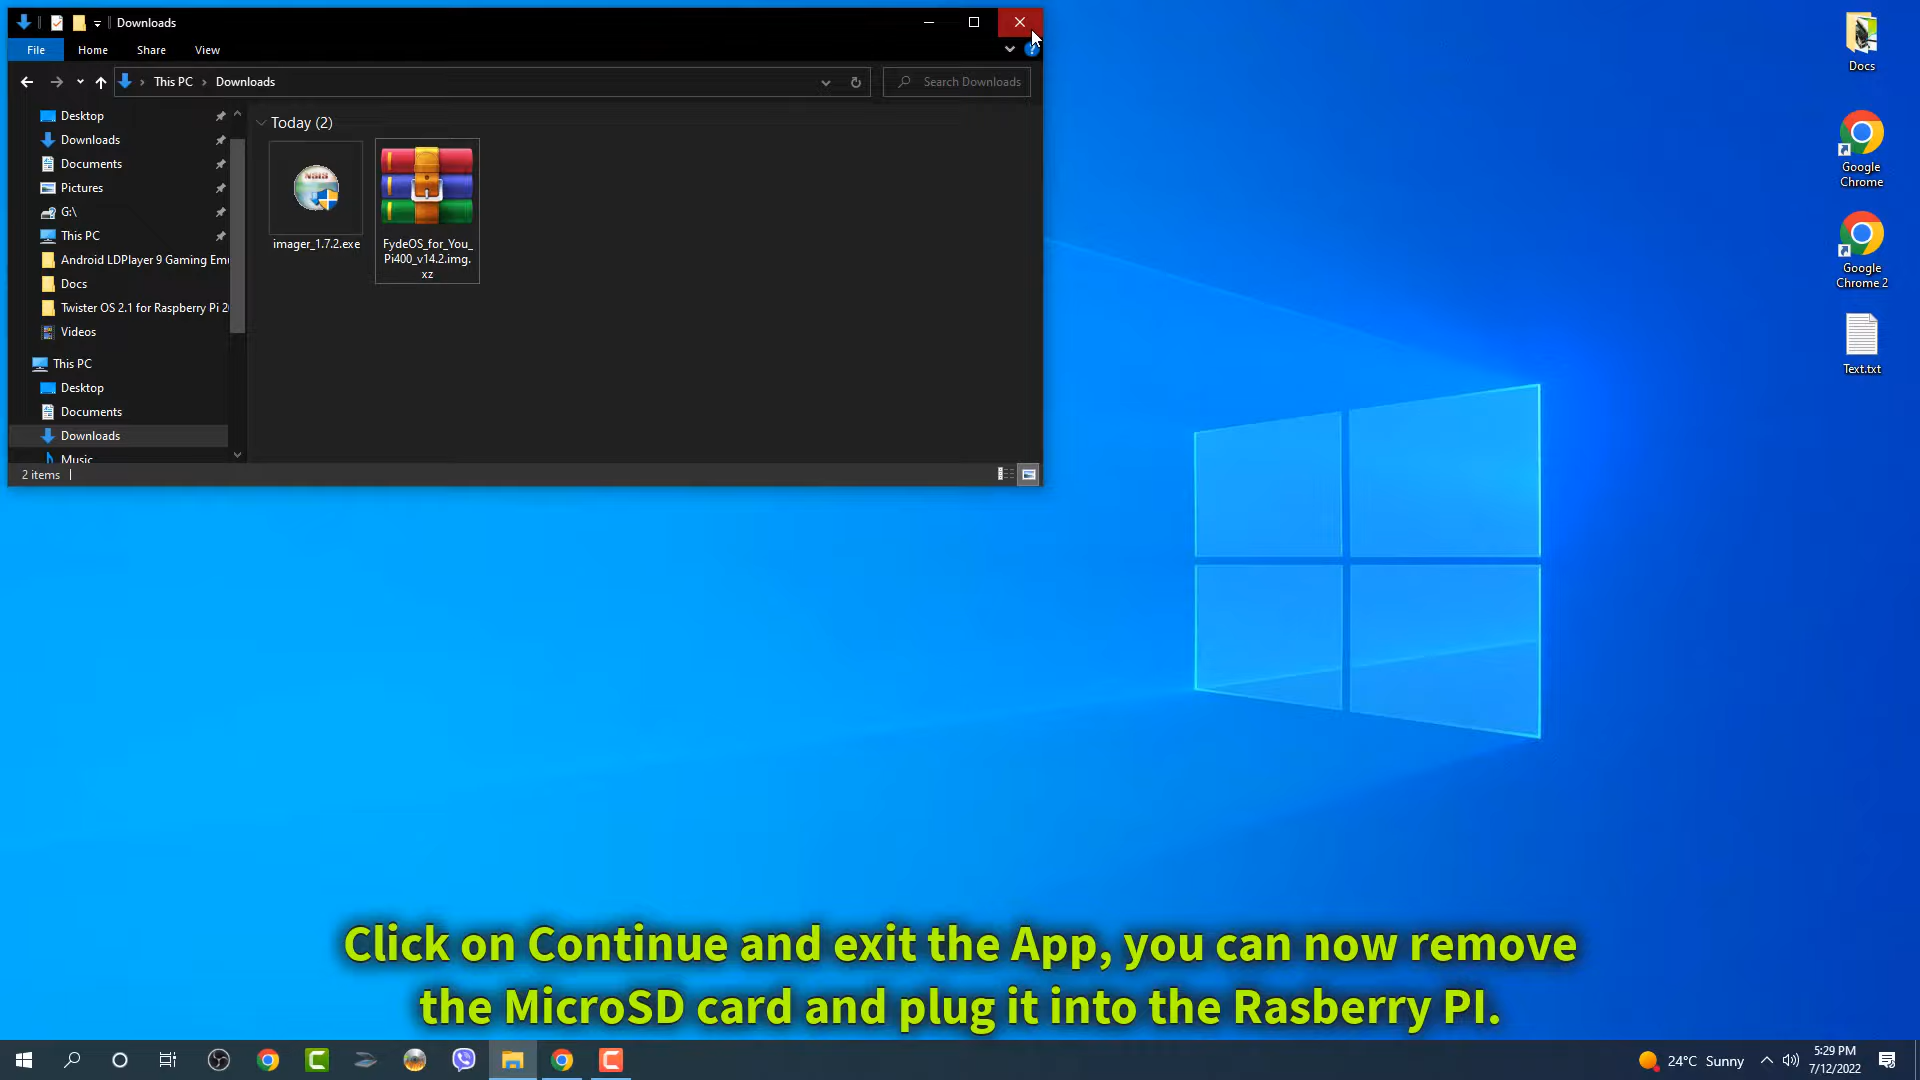 Downloads
File Home Share View
This PC Downloads
Search Downloads
Desktop
Downloads
Documents
Pictures
G:\
This PC
Android LDPlayer 9 Gaming Emu
Docs
Twister OS 2.1 for Raspberry Pi 2
Videos
This PC
Desktop
Documents
Downloads
Music
Today (2)
NSIS
imager_1.7.2.exe
FydeOS_for_You_
Pi400_v14.2.img.
xz
2 items
Docs
Google
Chrome
Google
Chrome 2
Text.txt
Click on Continue and exit the App, you can now remove
the MicroSD card and plug it into the Rasberry PI.
24°C Sunny
5:29 PM
7/12/2022